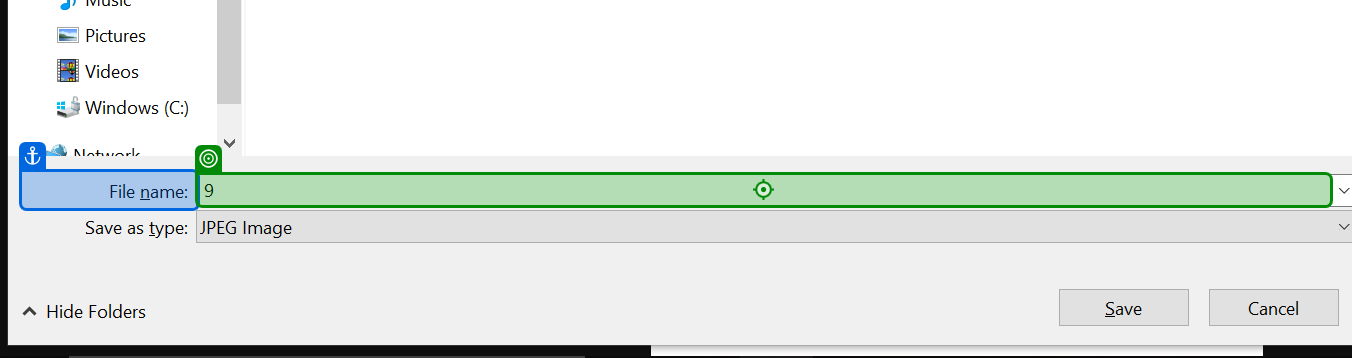 Music
Pictures
Videos
Windows (C:)
Network
File name: 9
Save as type: JPEG Image
Hide Folders
Save
Cancel